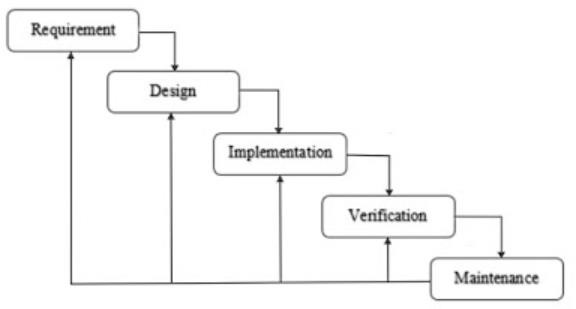 Requirement
Design
Implementation
Verification
Maintenance